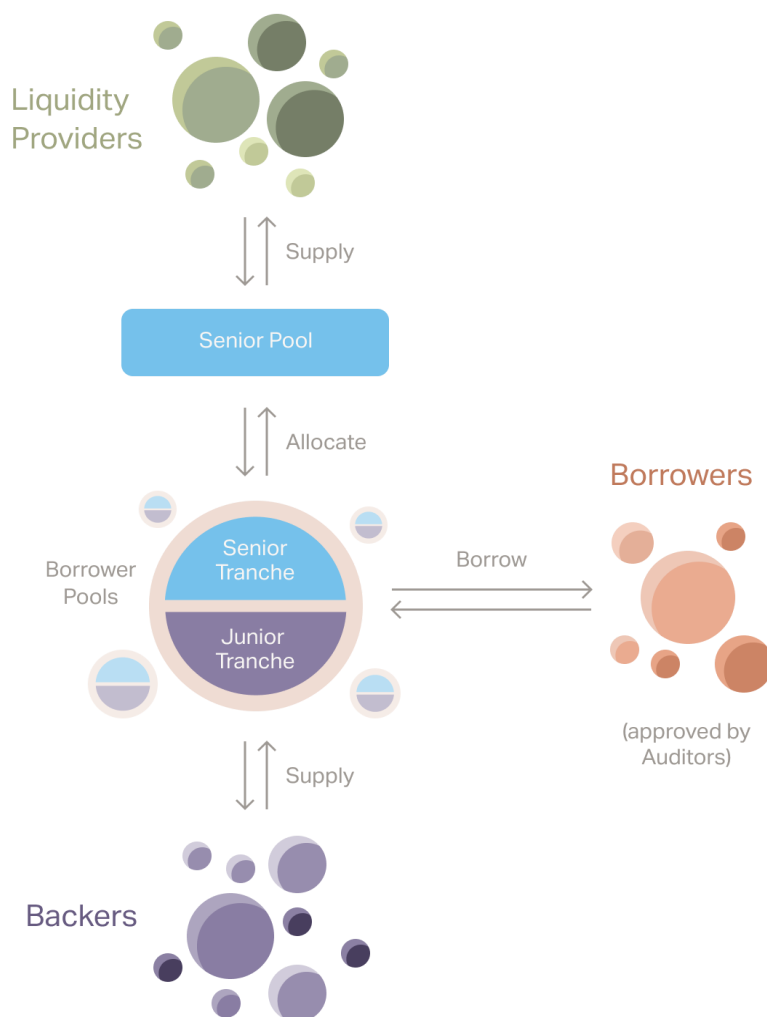 Liquidity
Providers
Supply
Senior Pool
Allocate
Borrowers
Senior
Tranche
Borrower
Pools
Borrow
Junior
Tranche
(approved by
Auditors)
Supply
Backers